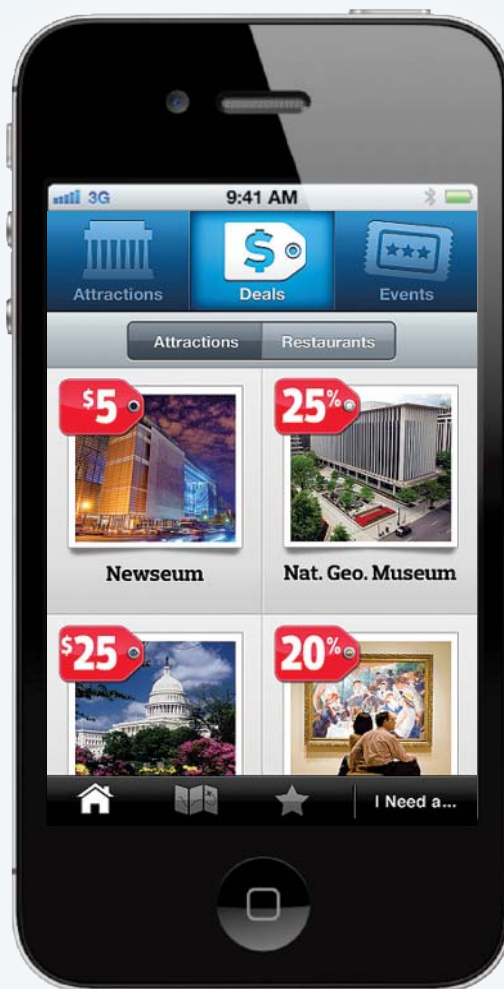 3G 9:41 AM
Attractions Deals Events
Attractions Restaurants
$5 25%
Newseum Nat. Geo. Museum
$25 20%
I Need a...